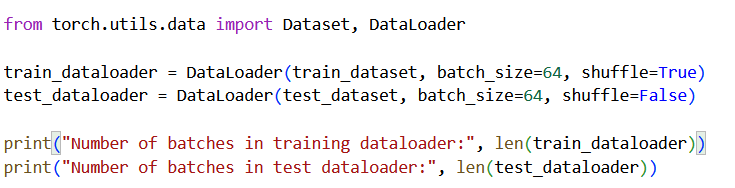 from torch.utils.data import Dataset, DataLoader
train_dataloader = DataLoader(train_dataset, batch_size=64, shuffle=True)
test_dataloader = DataLoader(test_dataset, batch_size=64, shuffle=False)
print("Number of batches in training dataloader:", len(train_dataloader))
print("Number of batches in test dataloader:", len(test_dataloader))